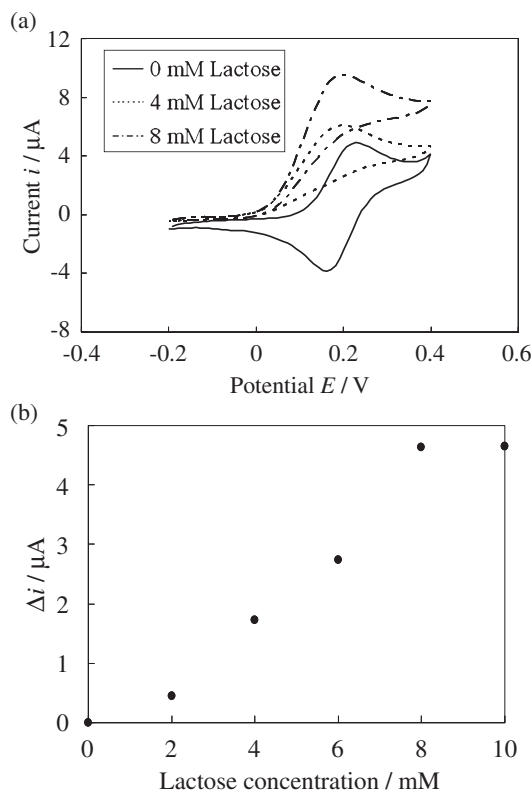 (a)
12
8
4
0
-4
-8
Current i / μA
0 mM Lactose
4 mM Lactose
8 mM Lactose
-0.4 -0.2 0 0.2 0.4 0.6
Potential E / V
(b)
5
4
3
2
1
0
Δi / μA
0 2 4 6 8 10
Lactose concentration / mM